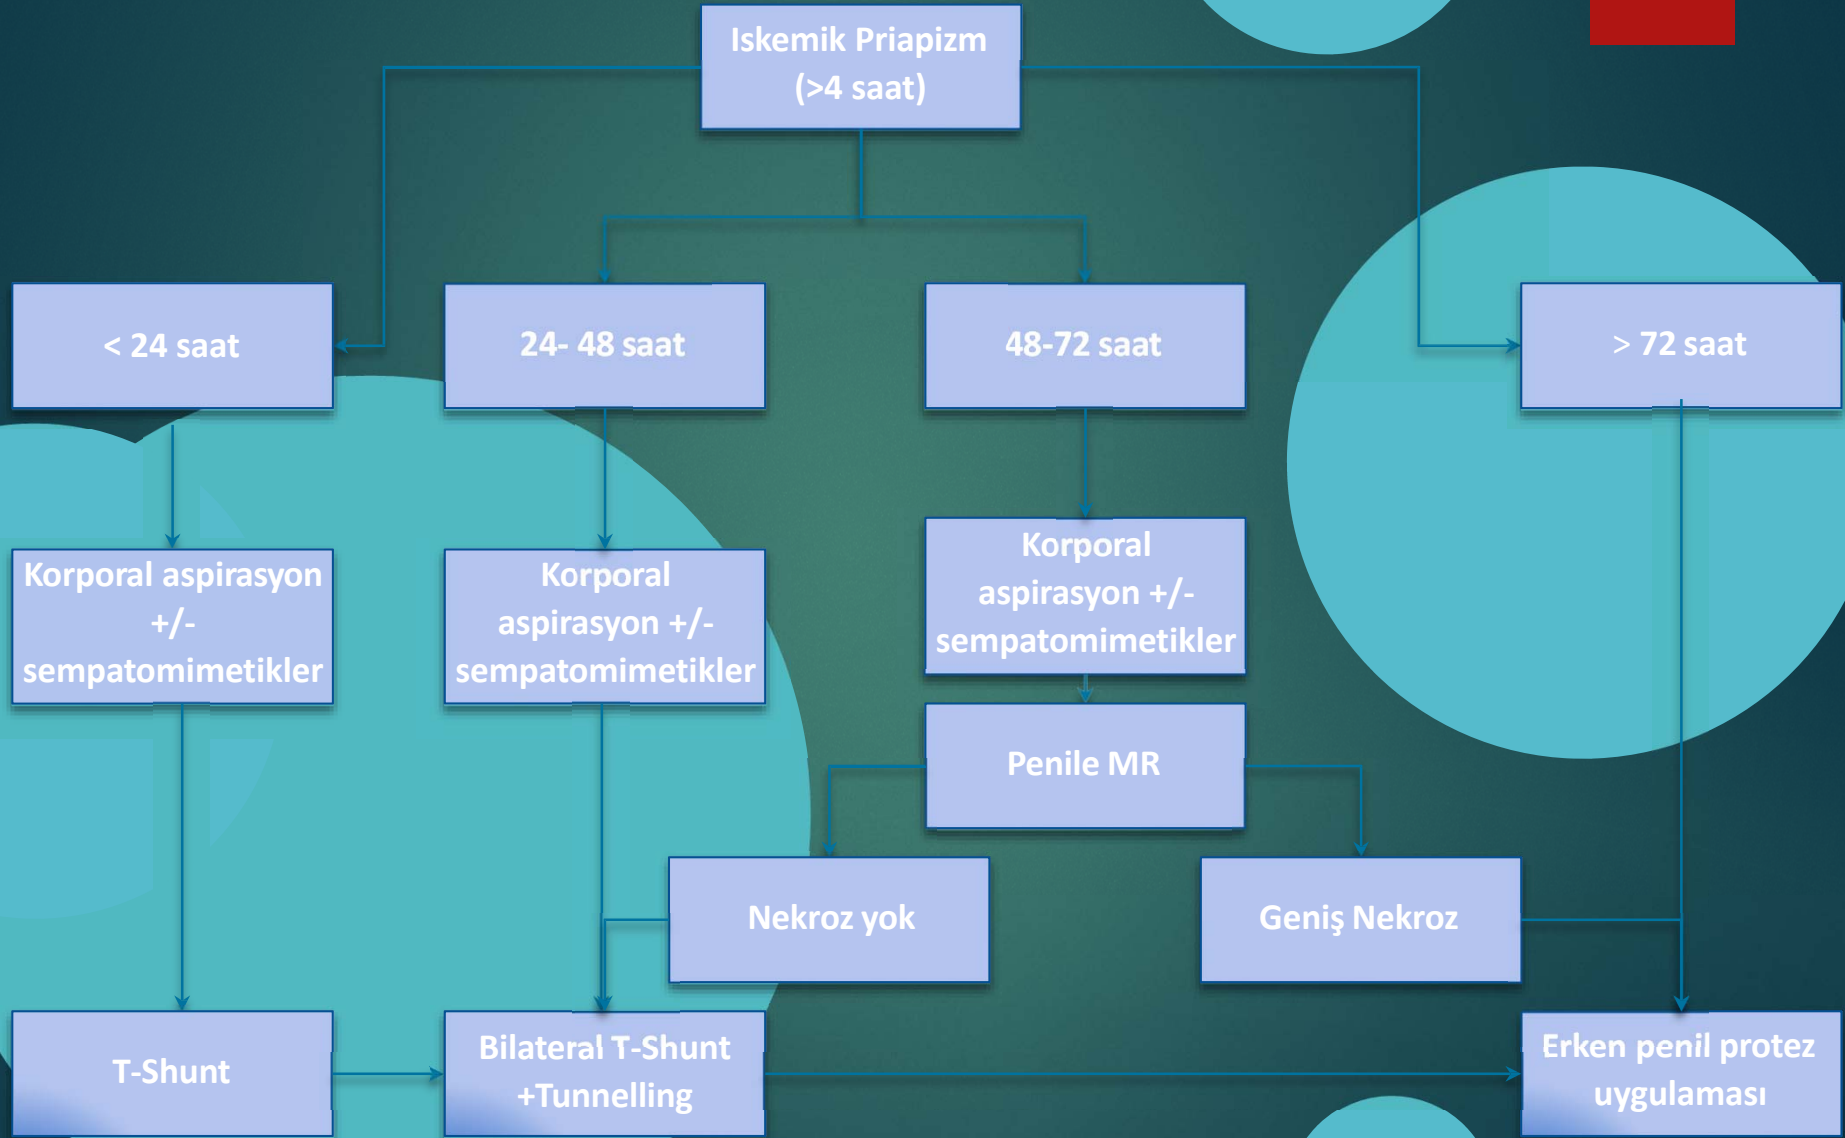 Iskemik Priapizm
(>4 saat)
< 24 saat
24- 48 saat
48-72 saat
> 72 saat
Korporal aspirasyon
+/-
sempatomimetikler
Korporal
aspirasyon +/-
sempatomimetikler
Korporal
aspirasyon +/-
sempatomimetikler
Penile MR
Nekroz yok
Geniş Nekroz
T-Shunt
Bilateral T-Shunt
+Tunnelling
Erken penil protez
uygulaması